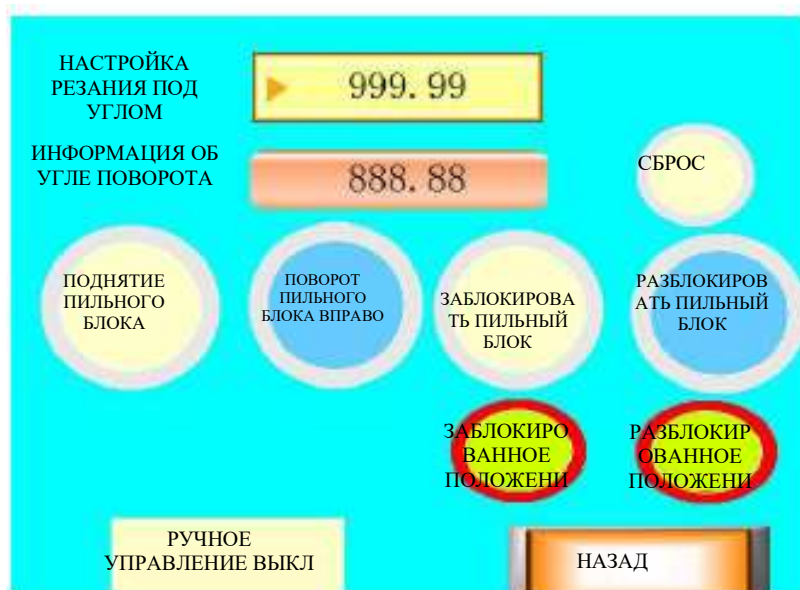 НАСТРОЙКА
РЕЗАНИЯ ПОД
УГЛОМ
999.99
ИНФОРМАЦИЯ ОБ
УГЛЕ ПОВОРОТА
888.88
СБРОС
ПОДНЯТИЕ
ПИЛЬНОГО
БЛОКА
ПОВОРОТ
ПИЛЬНОГО
БЛОКА ВПРАВО
ЗАБЛОКИРОВА
ТЬ ПИЛЬНЫЙ
БЛОК
РАЗБЛОКИРОВ
АТЬ ПИЛЬНЫЙ
БЛОК
ЗАБЛОКИРО
ВАННОЕ
ПОЛОЖЕНИ
РАЗБЛОКИР
ОВАННОЕ
ПОЛОЖЕНИ
РУЧНОЕ
УПРАВЛЕНИЕ ВЫКЛ
НАЗАД